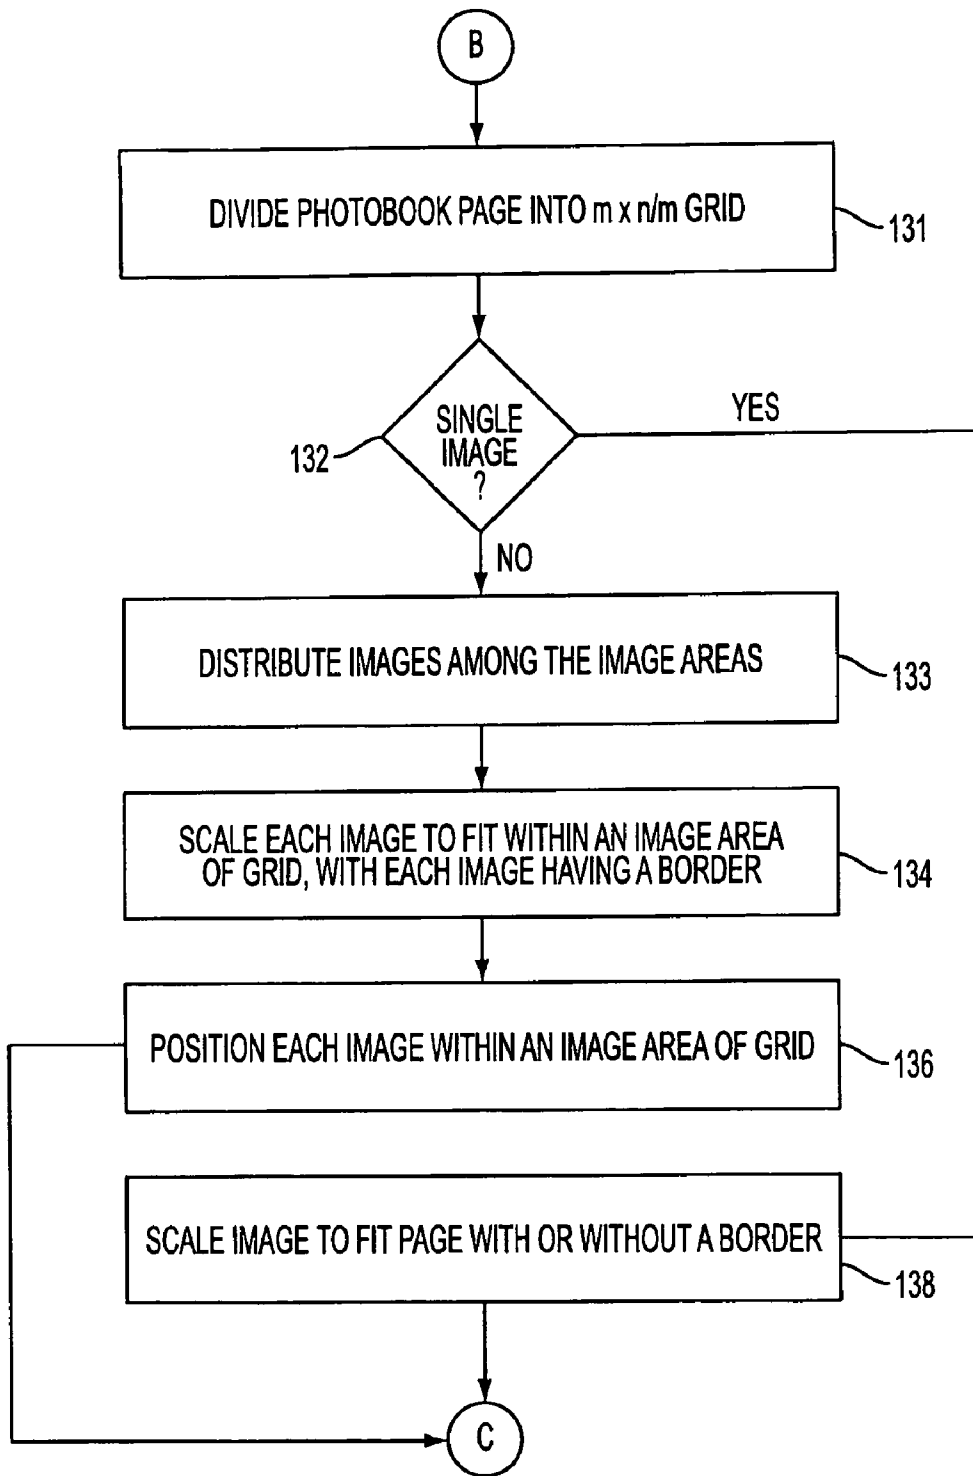 B
DIVIDE PHOTOBOOK PAGE INTO m x n/m GRID
131
SINGLE
IMAGE
?
132
YES
NO
DISTRIBUTE IMAGES AMONG THE IMAGE AREAS
133
SCALE EACH IMAGE TO FIT WITHIN AN IMAGE AREA
OF GRID, WITH EACH IMAGE HAVING A BORDER
134
POSITION EACH IMAGE WITHIN AN IMAGE AREA OF GRID
136
SCALE IMAGE TO FIT PAGE WITH OR WITHOUT A BORDER
138
C